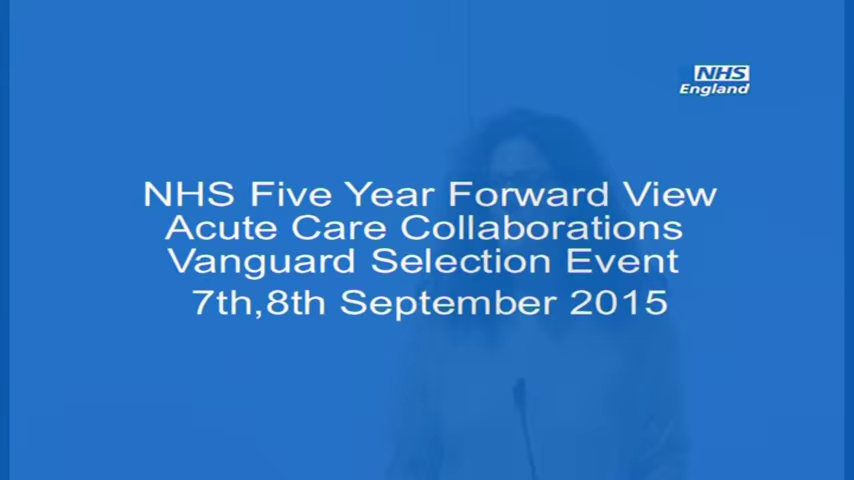 NHS
England
NHS Five Year Forward View
Acute Care Collaborations
Vanguard Selection Event
7th,8th September 2015